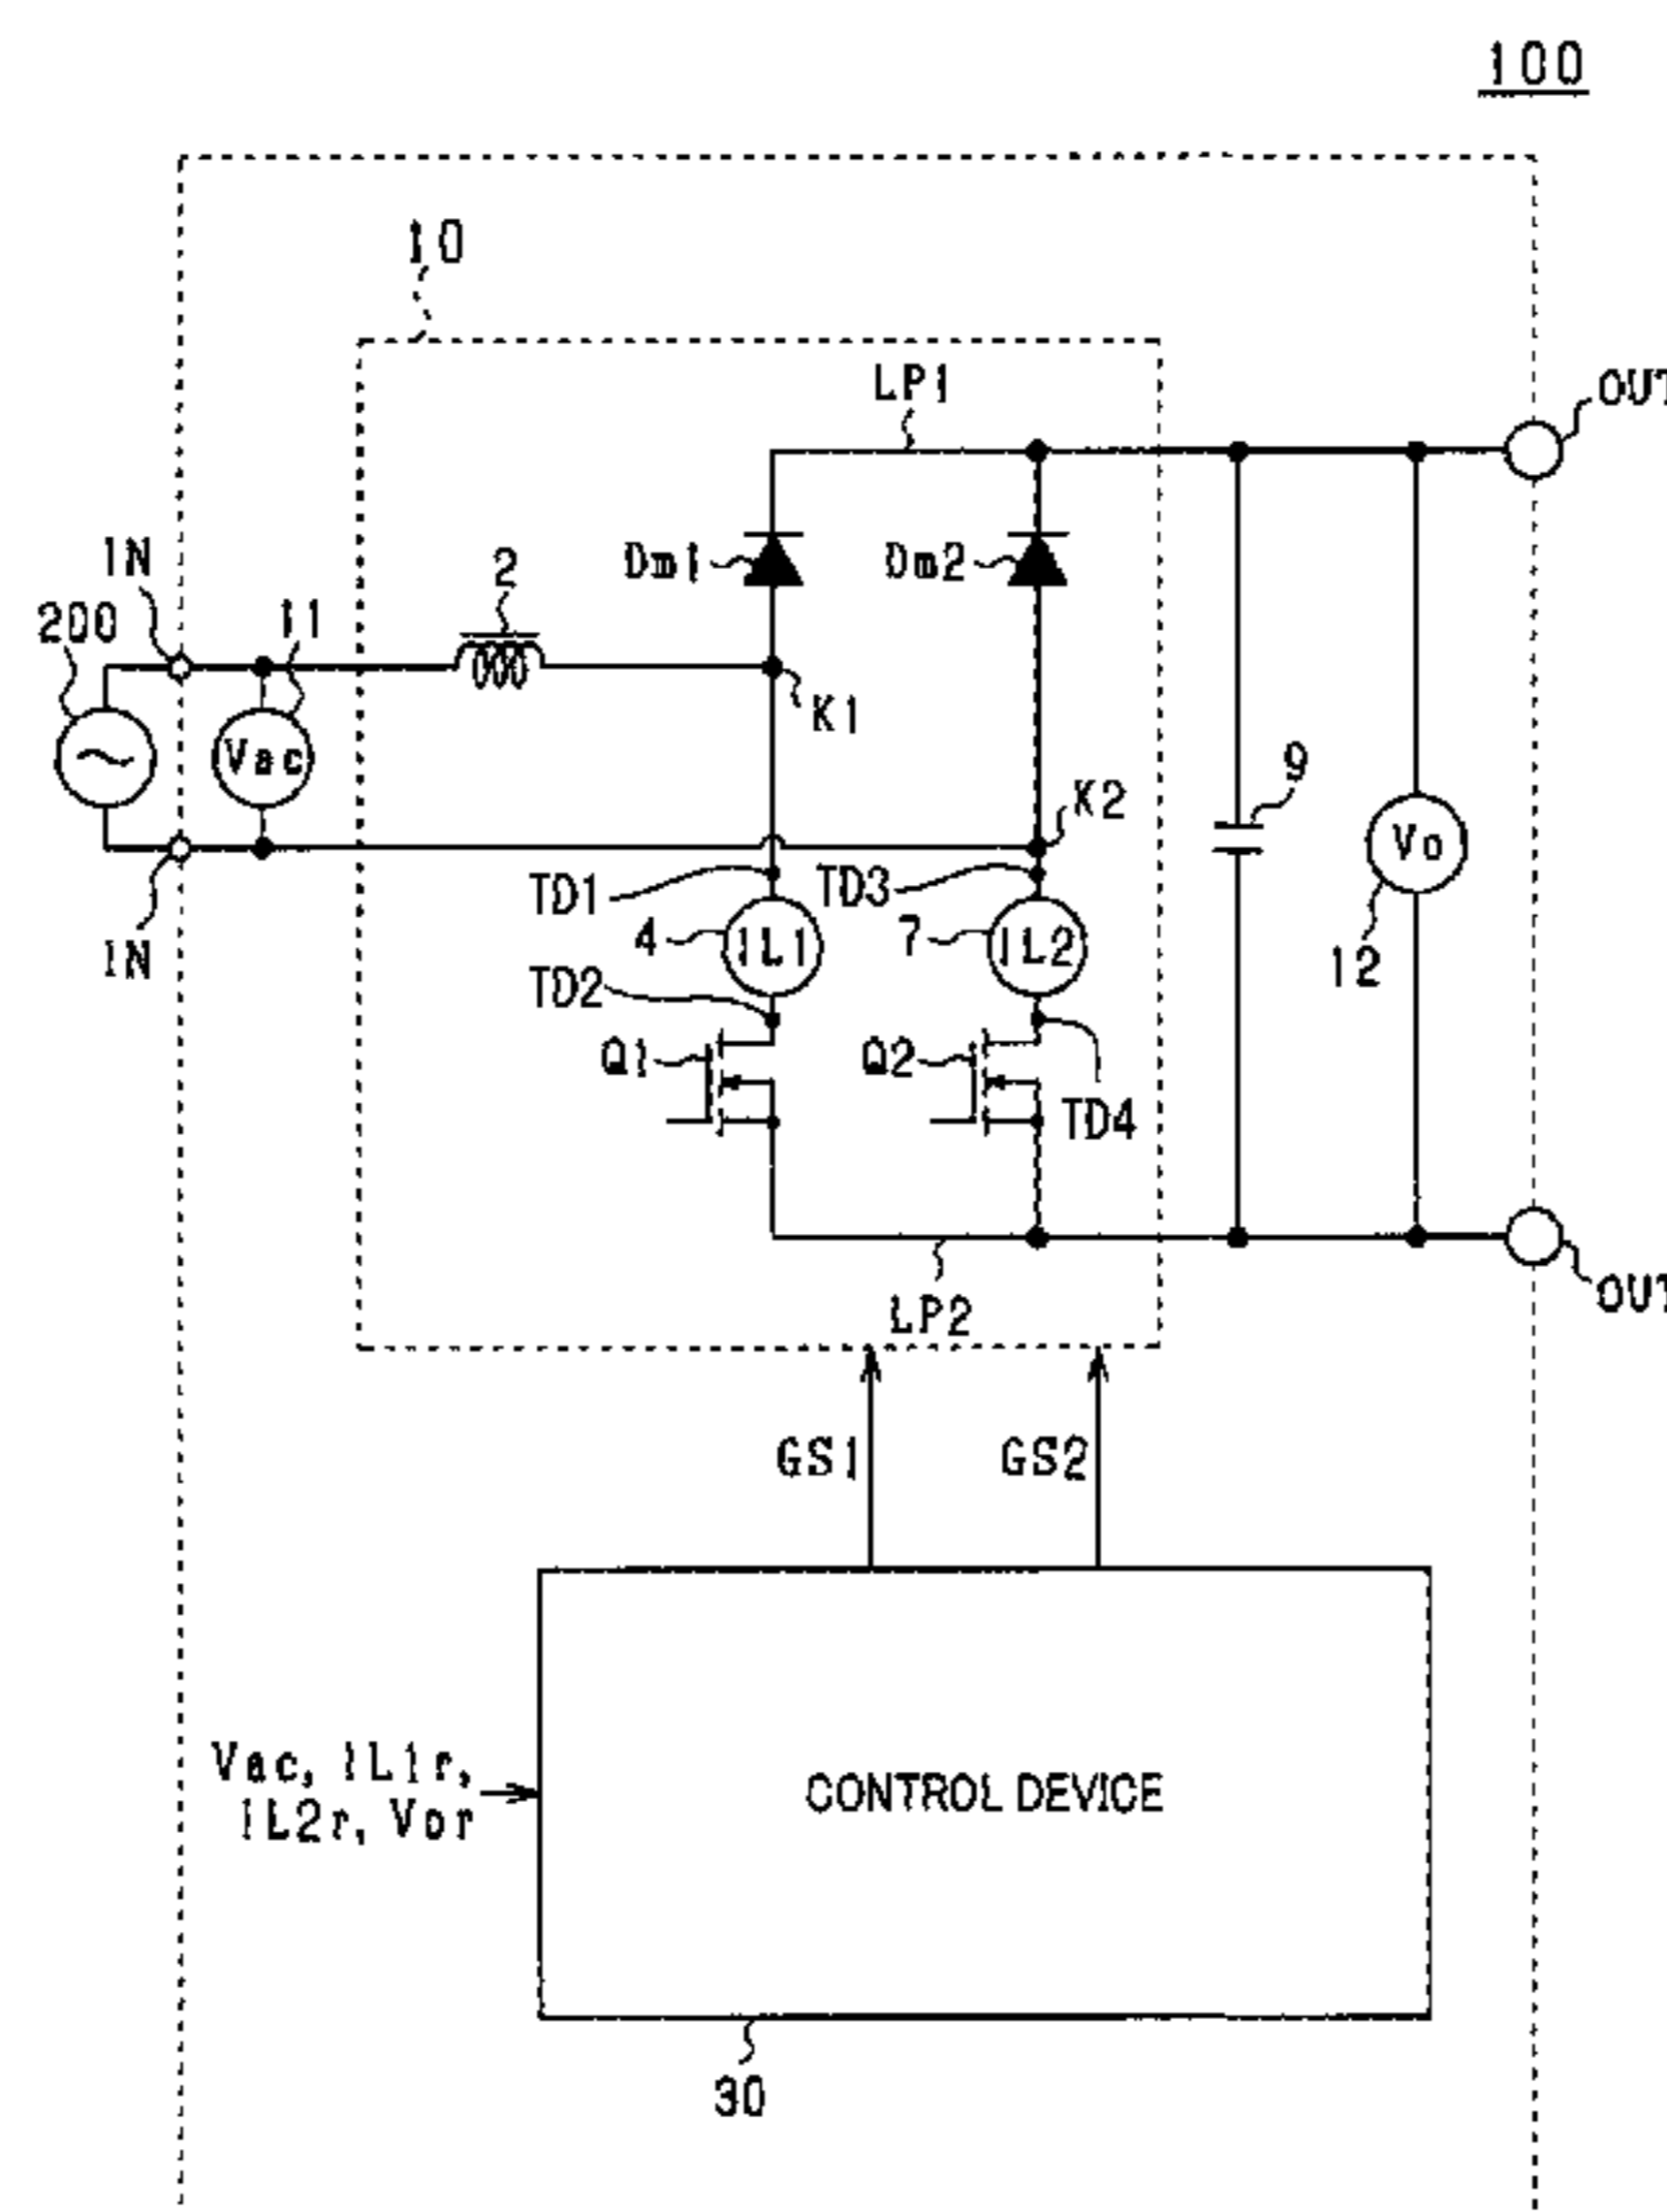 100
10
LP1
OUT
IN
200
11
2
Dm1
Dm2
K1
Vac
K2
9
Vo
TD1
TD3
IN
4
IL1
7
IL2
12
TD2
Q1
Q2
TD4
OUT
LP2
GS1
GS2
Vac, IL1r,
IL2r, Vor
CONTROL DEVICE
30